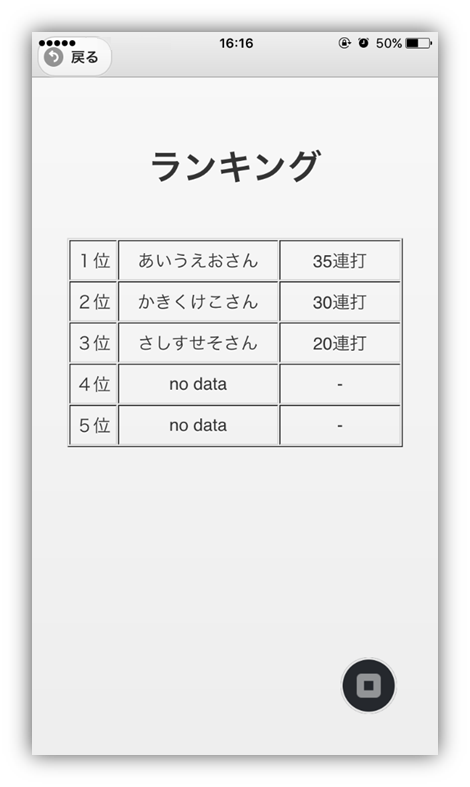 16:16 50%
戻る
ランキング
1位 あいうえおさん 35連打
2位 かきくけこさん 30連打
3位 さしすせそさん 20連打
4位 no data -
5位 no data -